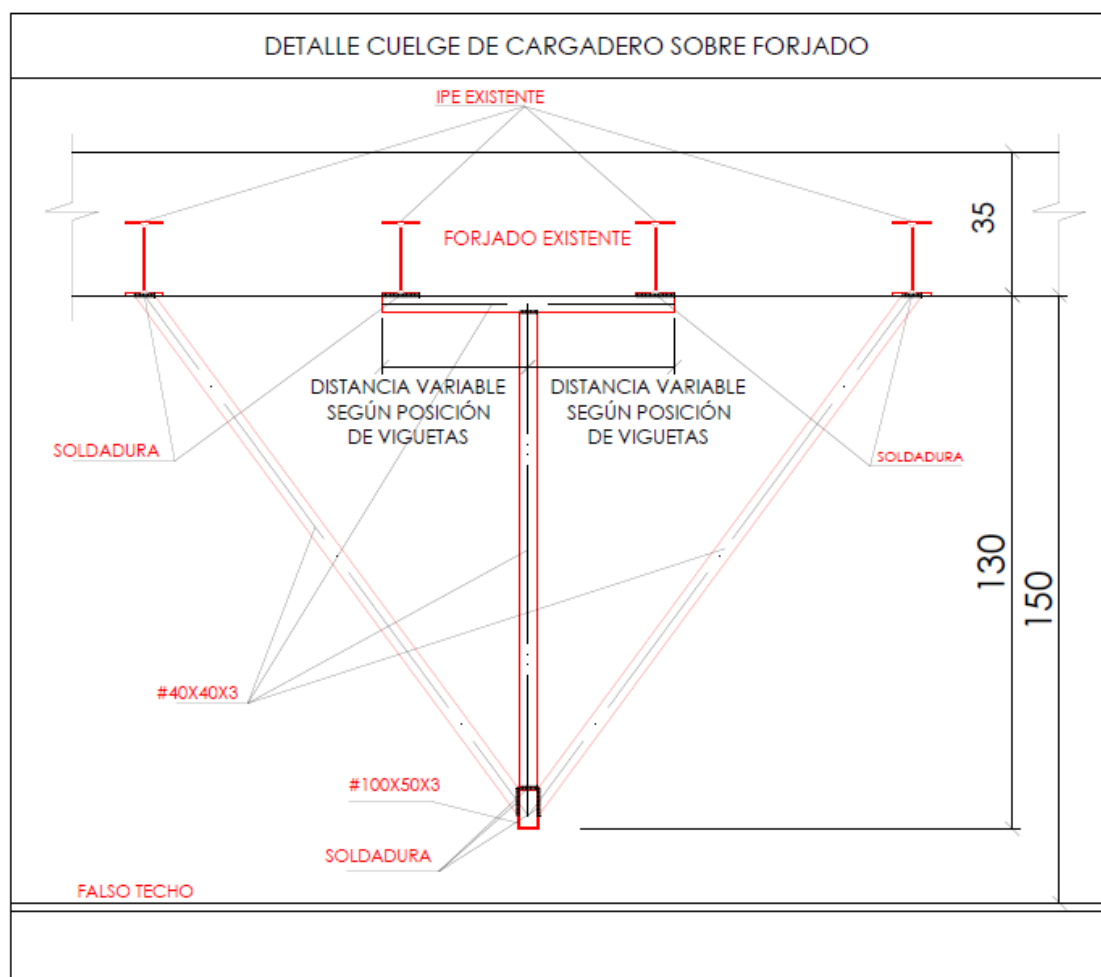 DETALLE CUELGE DE CARGADERO SOBRE FORJADO
IPE EXISTENTE
FORJADO EXISTENTE
35
DISTANCIA VARIABLE
SEGÚN POSICIÓN
DE VIGUETAS
DISTANCIA VARIABLE
SEGÚN POSICIÓN
DE VIGUETAS
SOLDADURA
SOLDADURA
130
150
#40X40X3
#100X50X3
SOLDADURA
FALSO TECHO